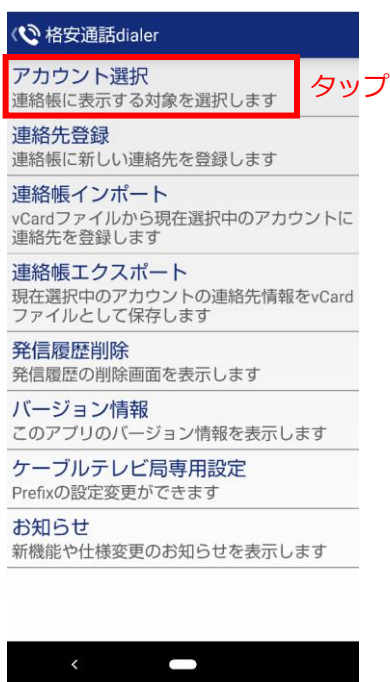 格安通話dialer
アカウント選択
タップ
連絡帳に表示する対象を選択します
連絡先登録
連絡帳に新しい連絡先を登録します
連絡帳インポート
vCardファイルから現在選択中のアカウントに
連絡先を登録します
連絡帳エクスポート
現在選択中のアカウントの連絡先情報をvCard
ファイルとして保存します
発信履歴削除
発信履歴の削除画面を表示します
バージョン情報
このアプリのバージョン情報を表示します
ケーブルテレビ局専用設定
Prefixの設定変更ができます
お知らせ
新機能や仕様変更のお知らせを表示します